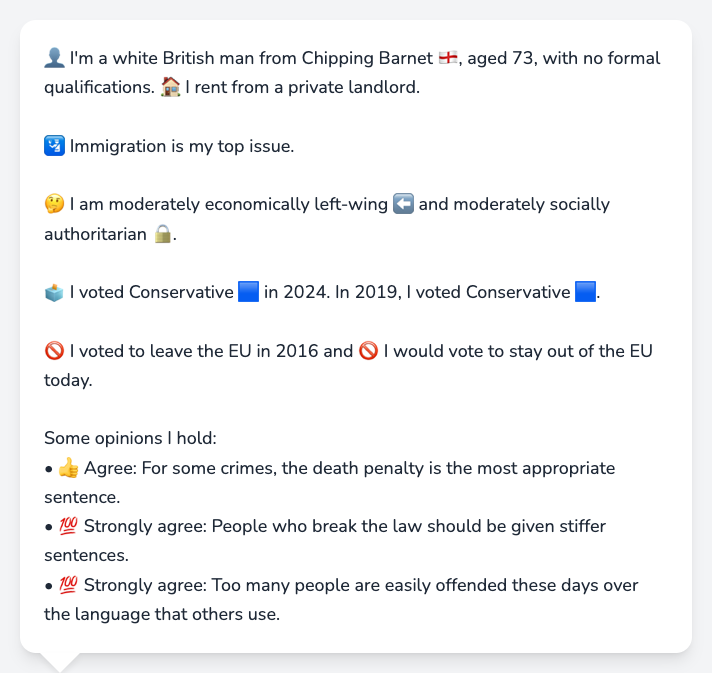 👤 I'm a white British man from Chipping Barnet 🏴󠁧󠁢󠁥󠁮󠁧󠁿, aged 73, with no formal
qualifications. 🏠 I rent from a private landlord.
🛂 Immigration is my top issue.
🤔 I am moderately economically left-wing ⬅️ and moderately socially
authoritarian 🔒.
🗳️ I voted Conservative 🟦 in 2024. In 2019, I voted Conservative 🟦.
🚫 I voted to leave the EU in 2016 and 🚫 I would vote to stay out of the EU
today.
Some opinions I hold:
• 👍 Agree: For some crimes, the death penalty is the most appropriate
sentence.
• 💯 Strongly agree: People who break the law should be given stiffer
sentences.
• 💯 Strongly agree: Too many people are easily offended these days over
the language that others use.